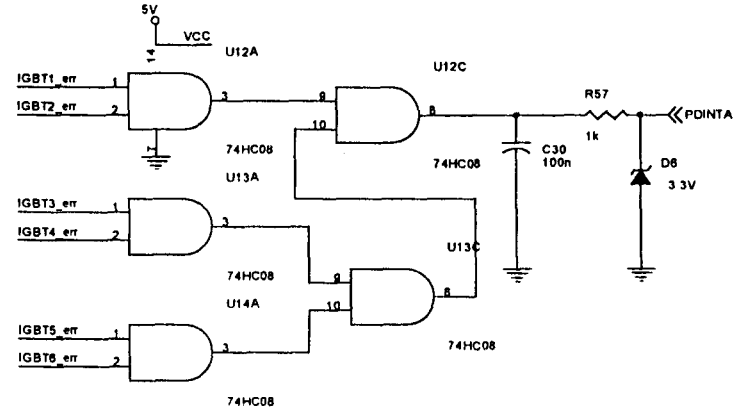 5V
VCC
14
U12A
IGBT1_err
1
3
IGBT2_err
2
7
74HC08
U12C
9
10
8
74HC08
R57
1k
C30
100n
PDINTA
D6
3.3V
U13A
IGBT3_err
1
3
IGBT4_err
2
74HC08
U13C
9
10
8
74HC08
U14A
IGBT5_err
1
3
IGBT6_err
2
74HC08